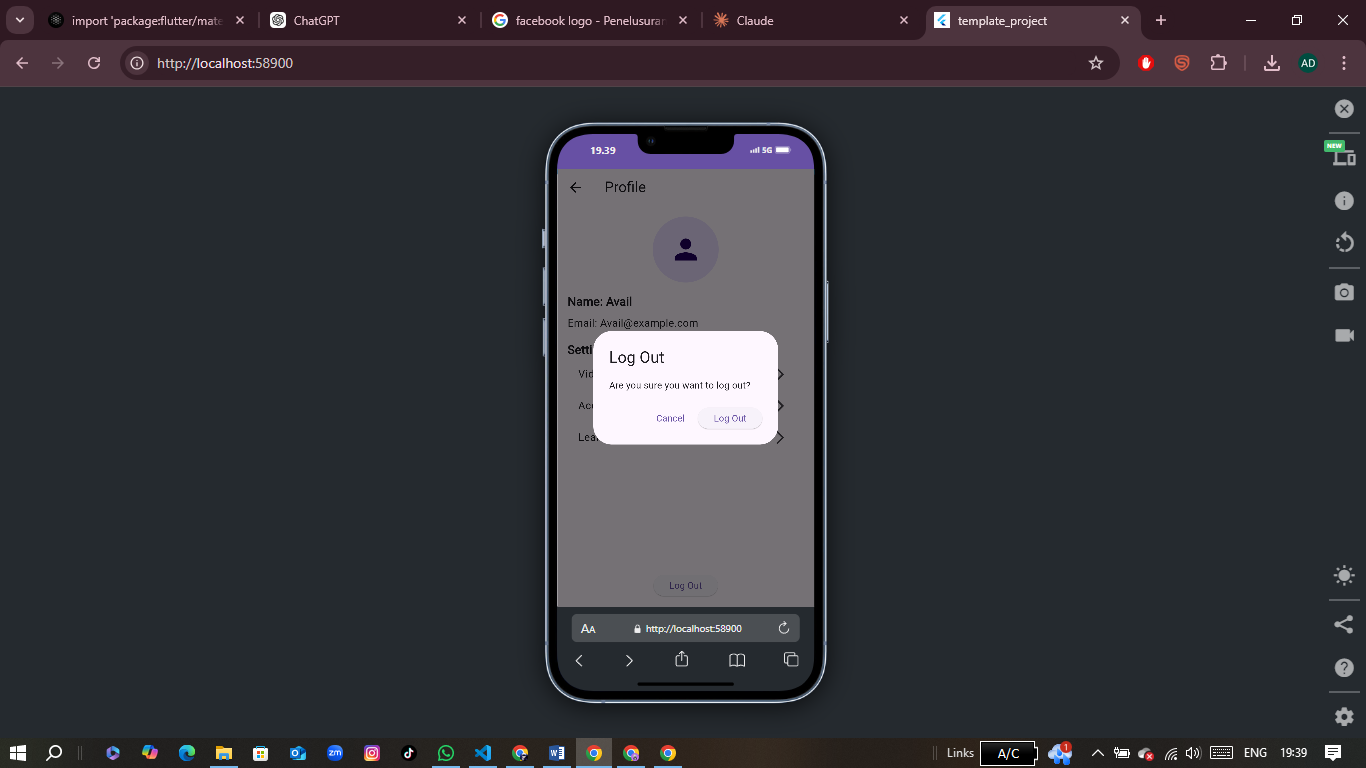 import 'package:flutter/mate
ChatGPT
facebook logo - Penelusuran
Claude
template_project
http://localhost:58900
AD
NEW
19.39
5G
Profile
Name: Avail
Email: Avail@example.com
Setti
Log Out
Vid
Are you sure you want to log out?
Acc
Cancel
Log Out
Lea
Log Out
AA
http://localhost:58900
zm
W
Links
A/C
1
ENG
19:39